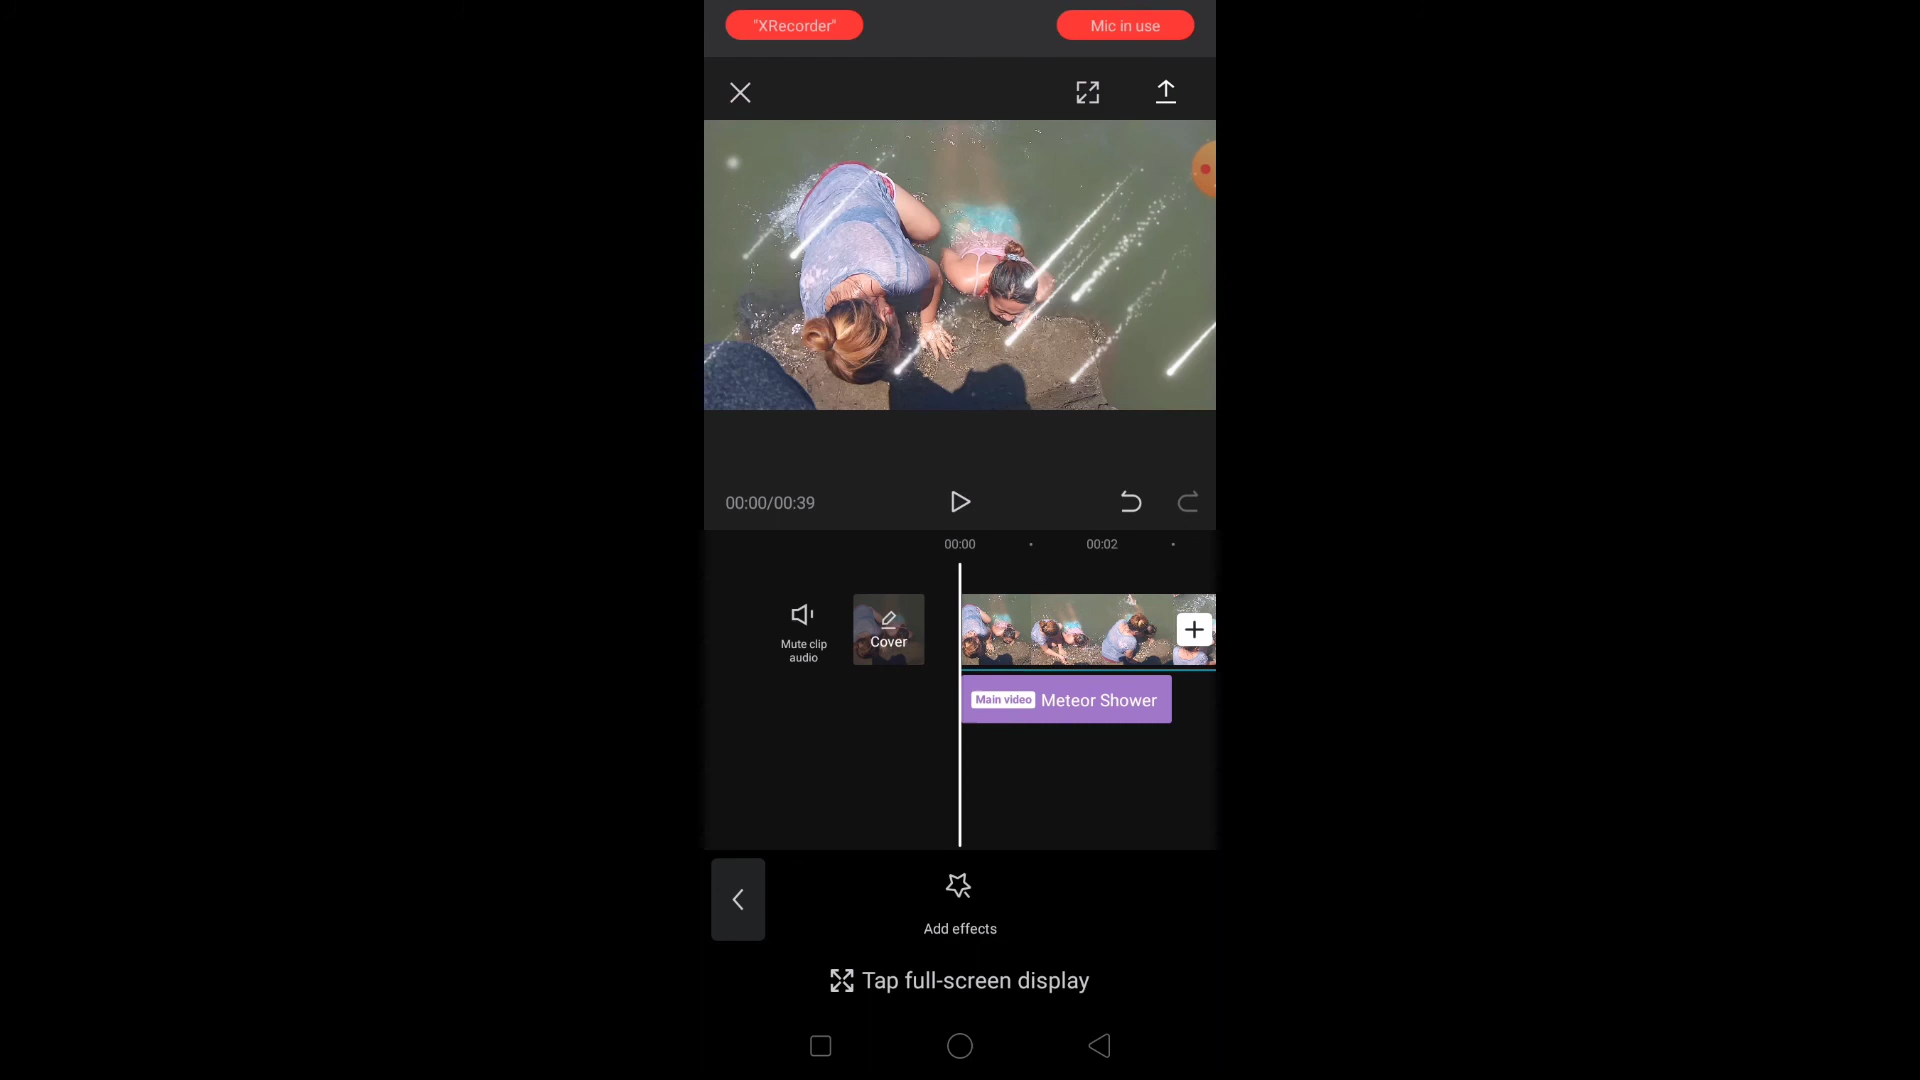 "XRecorder"
Mic in use
00:00/00:39
00:00
00:02
Mute clip
audio
Cover
Main video Meteor Shower
Add effects
Tap full-screen display